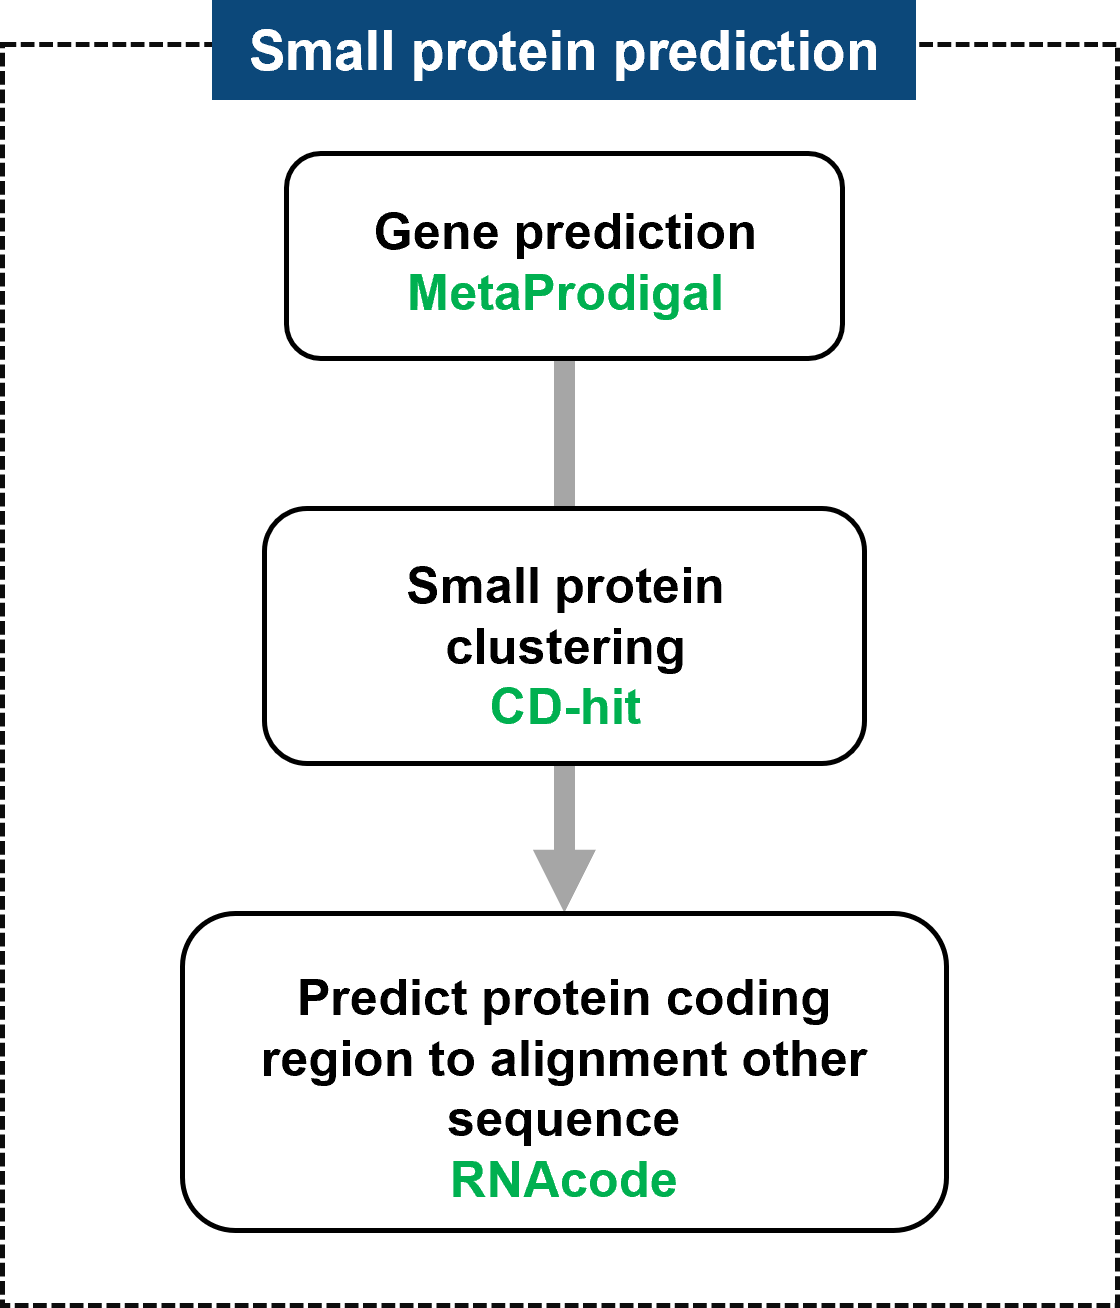 Small protein prediction
Gene prediction
MetaProdigal
Small protein
clustering
CD-hit
Predict protein coding
region to alignment other
sequence
RNAcode